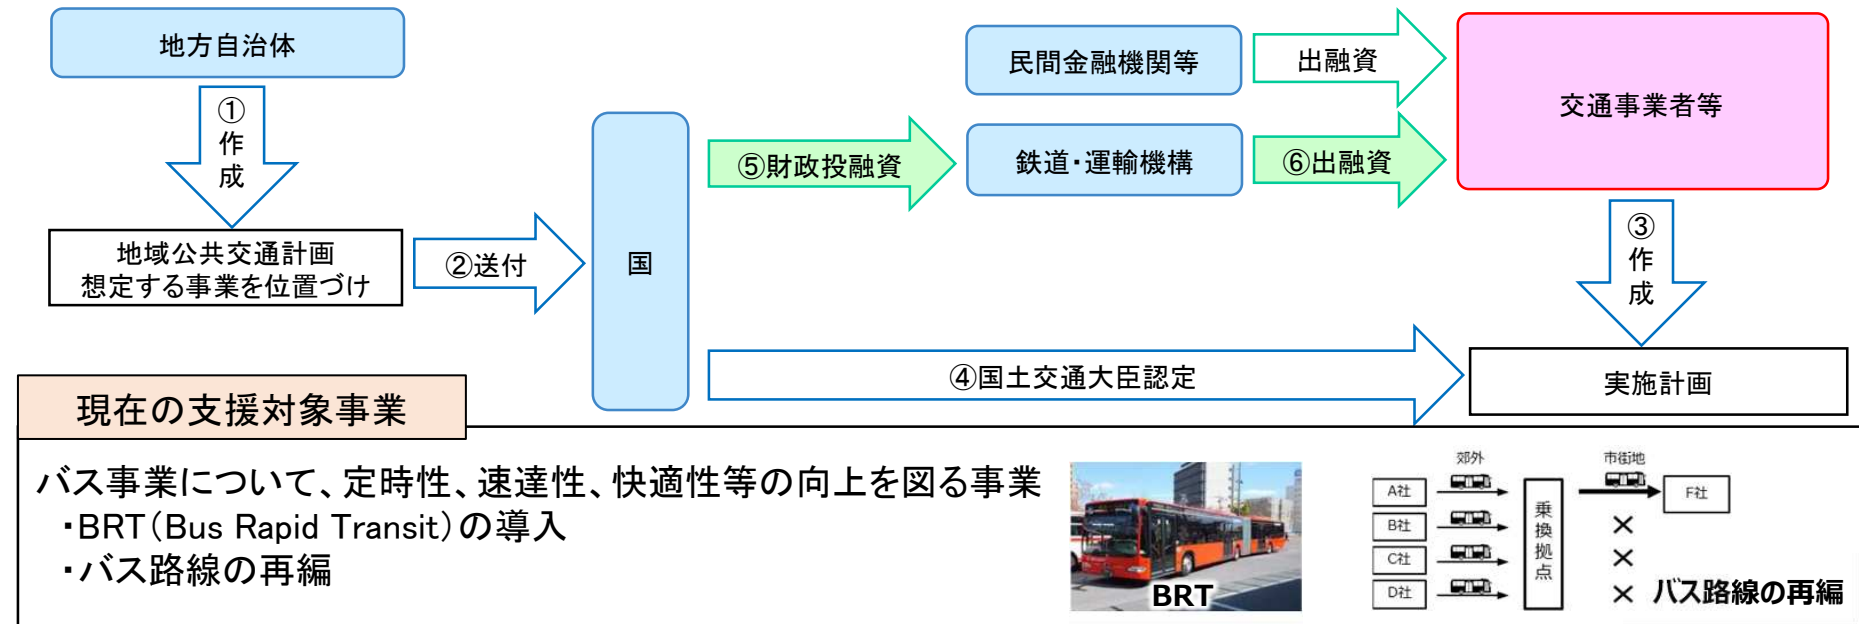 地方自治体
①
作
成
地域公共交通計画
想定する事業を位置づけ
②送付
国
⑤財政投融資
民間金融機関等
鉄道・運輸機構
出融資
⑥出融資
交通事業者等
③
作
成
④国土交通大臣認定
実施計画
現在の支援対象事業
バス事業について、定時性、速達性、快適性等の向上を図る事業
・BRT(Bus Rapid Transit)の導入
・バス路線の再編
BRT
郊外
市街地
A社
B社
C社
D社
乗
換
拠
点
F社
バス路線の再編